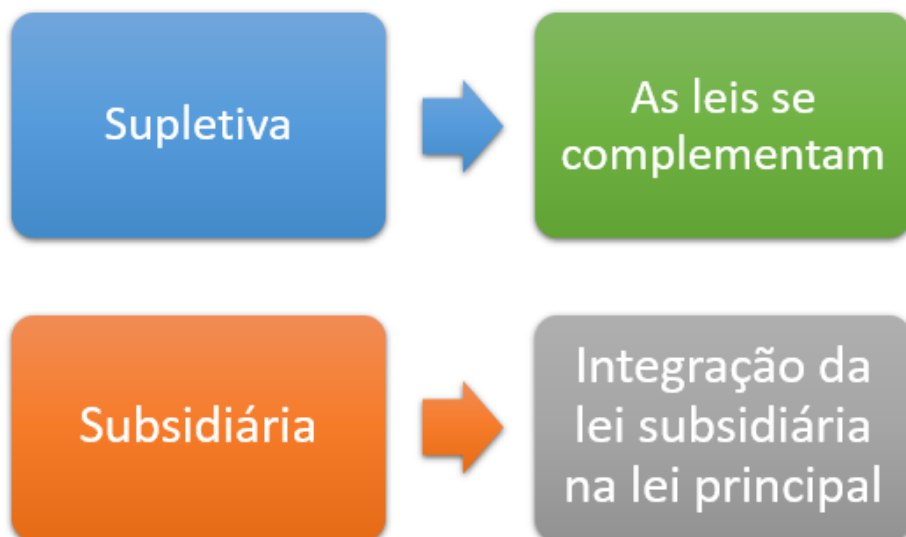 Supletiva
As leis se
complementam
Subsidiária
Integração da
lei subsidiária
na lei principal